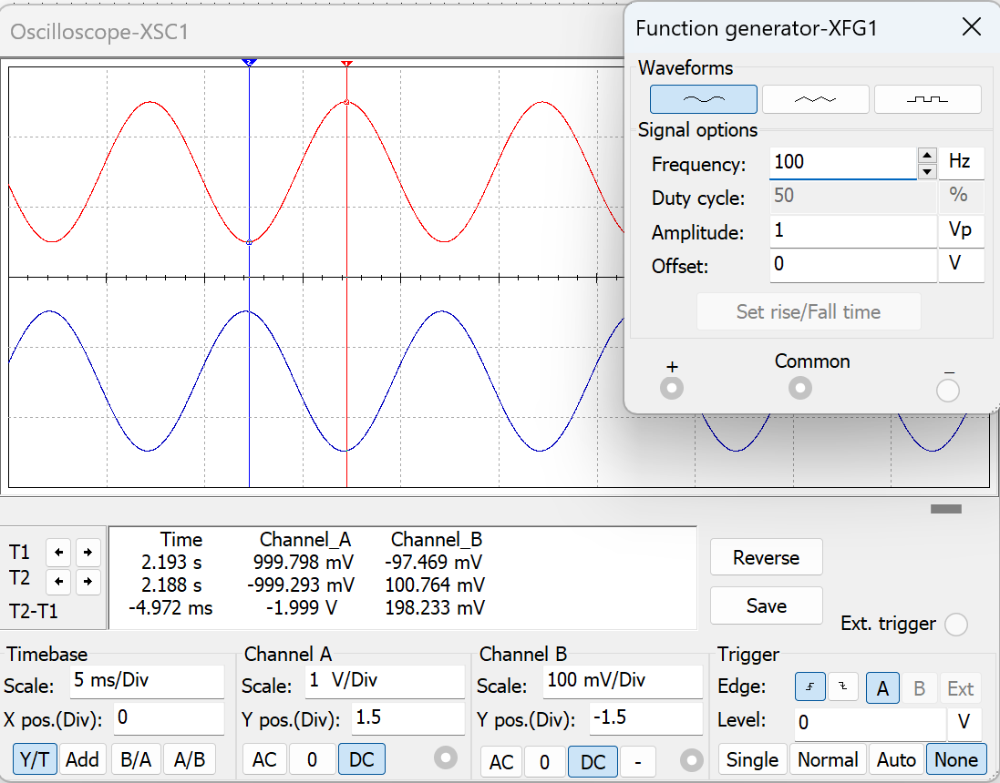 Oscilloscope-XSC1
2
1
Function generator-XFG1
Waveforms
Signal options
Frequency: 100 Hz
Duty cycle: 50 %
Amplitude: 1 Vp
Offset: 0 V
Set rise/Fall time
+ Common –
Time Channel_A Channel_B
T1 2.193 s 999.798 mV -97.469 mV
T2 2.188 s -999.293 mV 100.764 mV
T2-T1 -4.972 ms -1.999 V 198.233 mV
Reverse
Save
Ext. trigger
Timebase
Scale: 5 ms/Div
X pos.(Div): 0
Y/T Add B/A A/B
Channel A
Scale: 1 V/Div
Y pos.(Div): 1.5
AC 0 DC
Channel B
Scale: 100 mV/Div
Y pos.(Div): -1.5
AC 0 DC -
Trigger
Edge: A B Ext
Level: 0 V
Single Normal Auto None